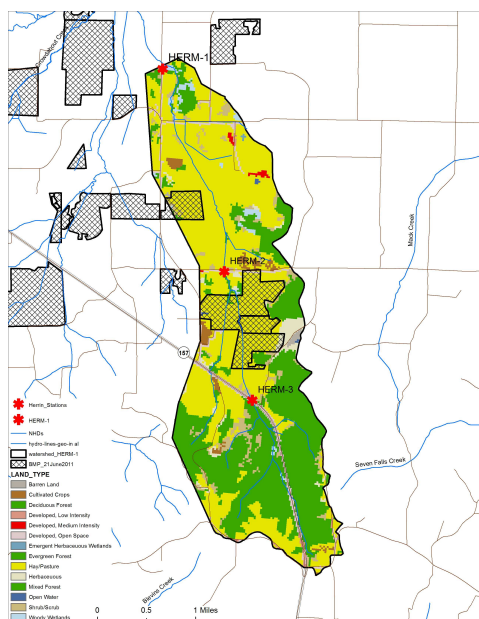 Crowdabout Creek
HERM-1
Mack Creek
HERM-2
157
HERM-3
Herrin_Stations
HERM-1
NHDs
hydro-lines-geo-in al
watershed_HERM-1
BMP_21June2011
LAND_TYPE
Barren Land
Cultivated Crops
Deciduous Forest
Developed, Low Intensity
Developed, Medium Intensity
Developed, Open Space
Emergent Herbaceuous Wetlands
Evergreen Forest
Hay/Pasture
Herbaceuous
Mixed Forest
Open Water
Shrub/Scrub
Woody Wetlands
Seven Falls Creek
Blevins Creek
0 0.5 1 Miles